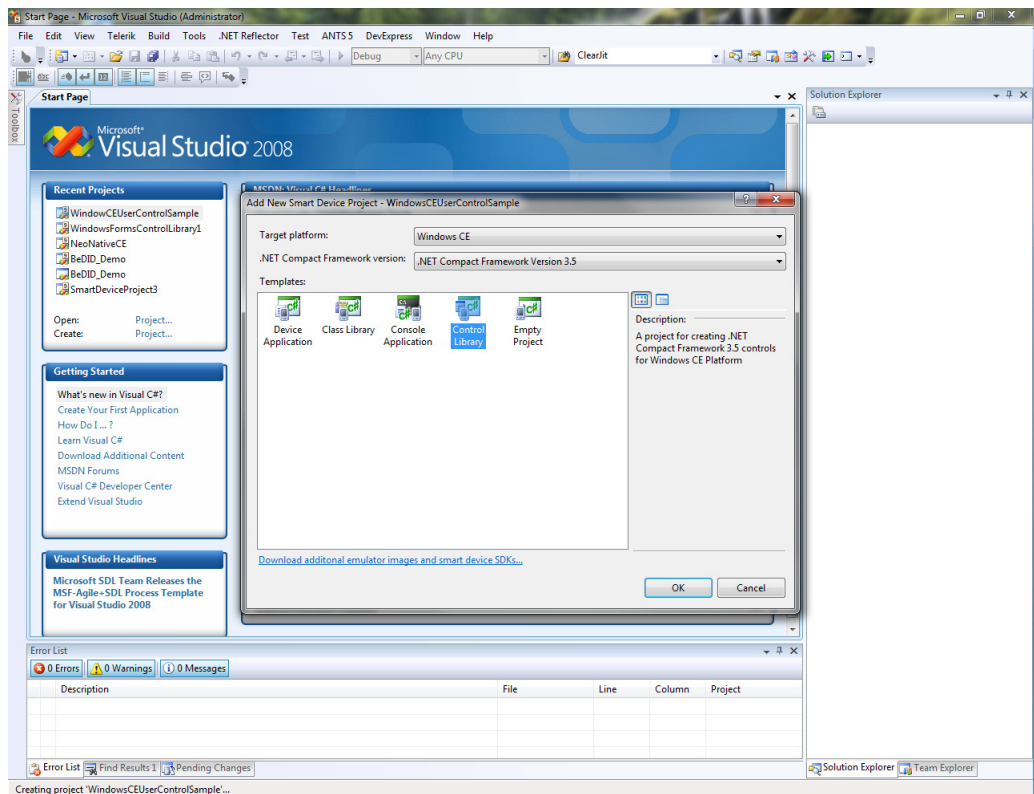 Start Page - Microsoft Visual Studio (Administrator)
File Edit View Telerik Build Tools .NET Reflector Test ANTS 5 DevExpress Window Help
Debug Any CPU ClearJit
Toolbox
Start Page
Solution Explorer
Microsoft®
Visual Studio® 2008
Recent Projects
WindowCEUserControlSample
WindowsFormsControlLibrary1
NeoNativeCE
BeDID_Demo
BeDID_Demo
SmartDeviceProject3
Open: Project...
Create: Project...
Getting Started
What's new in Visual C#?
Create Your First Application
How Do I ... ?
Learn Visual C#
Download Additional Content
MSDN Forums
Visual C# Developer Center
Extend Visual Studio
Visual Studio Headlines
Microsoft SDL Team Releases the
MSF-Agile+SDL Process Template
for Visual Studio 2008
MSDN: Visual C# Headlines
Add New Smart Device Project - WindowsCEUserControlSample
Target platform: Windows CE
.NET Compact Framework version: .NET Compact Framework Version 3.5
Templates:
Device Application
Class Library
Console Application
Control Library
Empty Project
Description:
A project for creating .NET
Compact Framework 3.5 controls
for Windows CE Platform
Download additonal emulator images and smart device SDKs...
OK Cancel
Error List
0 Errors 0 Warnings 0 Messages
Description File Line Column Project
Error List Find Results 1 Pending Changes
Solution Explorer Team Explorer
Creating project 'WindowsCEUserControlSample'...